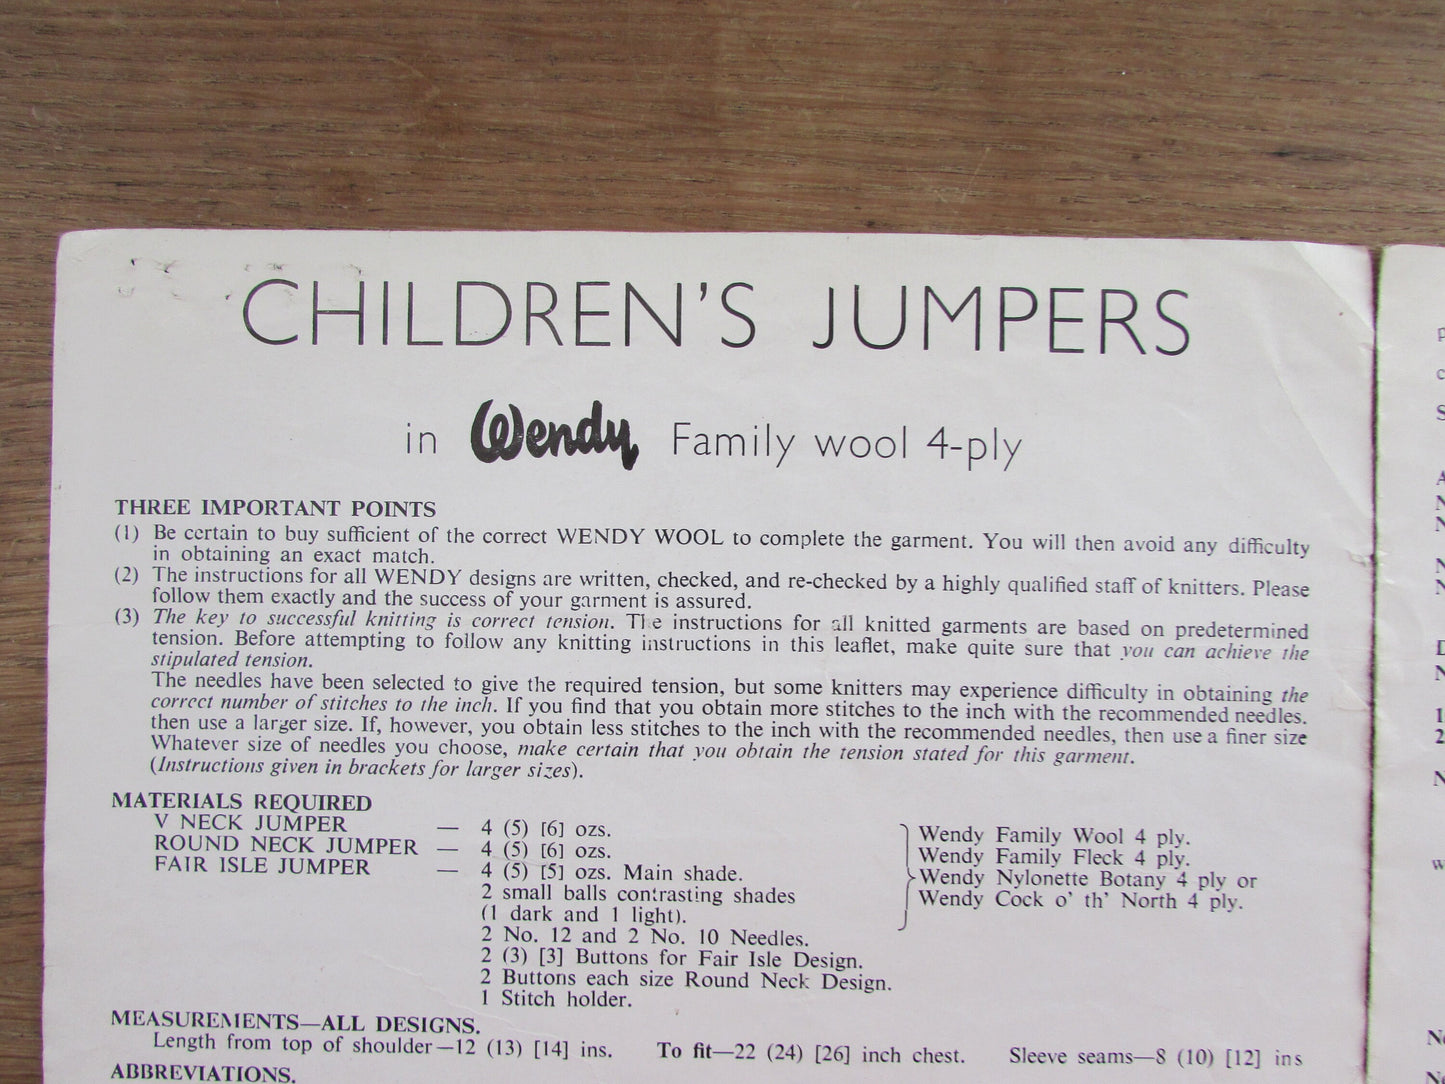 CHILDREN'S JUMPERS
in Wendy Family wool 4-ply
THREE IMPORTANT POINTS
(1) Be certain to buy sufficient of the correct WENDY WOOL to complete the garment. You will then avoid any difficulty
in obtaining an exact match.
(2) The instructions for all WENDY designs are written, checked, and re-checked by a highly qualified staff of knitters. Please
follow them exactly and the success of your garment is assured.
(3) The key to successful knitting is correct tension. The instructions for all knitted garments are based on predetermined
tension. Before attempting to follow any knitting instructions in this leaflet, make quite sure that you can achieve the
stipulated tension.
The needles have been selected to give the required tension, but some knitters may experience difficulty in obtaining the
correct number of stitches to the inch. If you find that you obtain more stitches to the inch with the recommended needles.
then use a larger size. If, however, you obtain less stitches to the inch with the recommended needles, then use a finer size
Whatever size of needles you choose, make certain that you obtain the tension stated for this garment.
(Instructions given in brackets for larger sizes).
MATERIALS REQUIRED
V NECK JUMPER — 4 (5) [6] ozs.
ROUND NECK JUMPER — 4 (5) [6] ozs.
FAIR ISLE JUMPER — 4 (5) [5] ozs. Main shade.
2 small balls contrasting shades
(1 dark and 1 light).
Wendy Family Wool 4 ply.
Wendy Family Fleck 4 ply.
Wendy Nylonette Botany 4 ply or
Wendy Cock o' th' North 4 ply.
2 No. 12 and 2 No. 10 Needles.
2 (3) [3] Buttons for Fair Isle Design.
2 Buttons each size Round Neck Design.
1 Stitch holder.
MEASUREMENTS—ALL DESIGNS.
Length from top of shoulder—12 (13) [14] ins. To fit—22 (24) [26] inch chest. Sleeve seams—8 (10) [12] ins
ABBREVIATIONS.